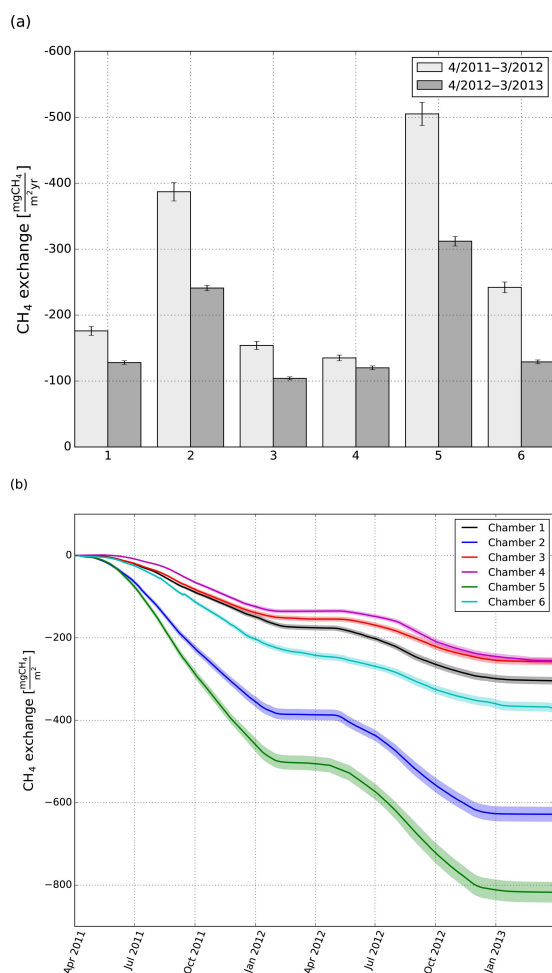 (a)
-600
-500
-400
-300
-200
-100
0
CH₄ exchange [mgCH₄/m²yr]
4/2011−3/2012
4/2012−3/2013
1 2 3 4 5 6
(b)
0
−200
−400
−600
−800
CH₄ exchange [mgCH₄/m²]
Chamber 1
Chamber 2
Chamber 3
Chamber 4
Chamber 5
Chamber 6
Apr 2011 Jul 2011 Oct 2011 Jan 2012 Apr 2012 Jul 2012 Oct 2012 Jan 2013